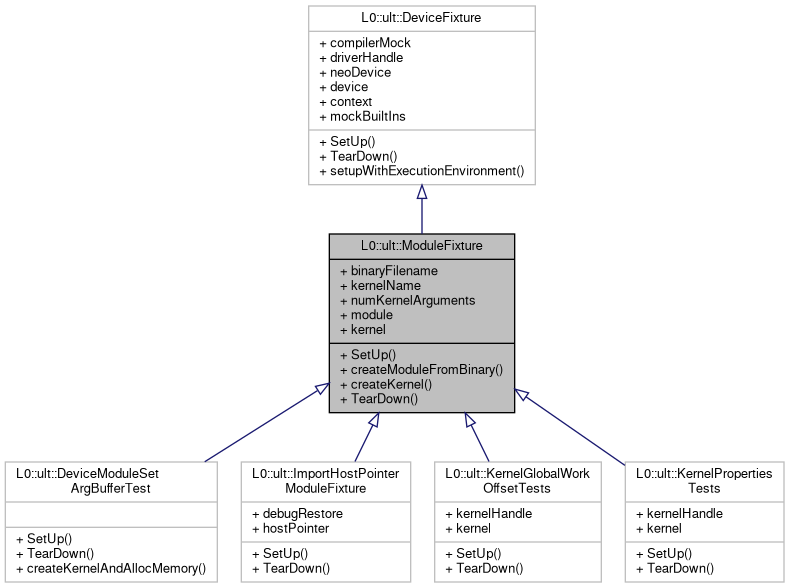 L0::ult::DeviceFixture
+ compilerMock
+ driverHandle
+ neoDevice
+ device
+ context
+ mockBuiltIns
+ SetUp()
+ TearDown()
+ setupWithExecutionEnvironment()
L0::ult::ModuleFixture
+ binaryFilename
+ kernelName
+ numKernelArguments
+ module
+ kernel
+ SetUp()
+ createModuleFromBinary()
+ createKernel()
+ TearDown()
L0::ult::DeviceModuleSet
ArgBufferTest
+ SetUp()
+ TearDown()
+ createKernelAndAllocMemory()
L0::ult::ImportHostPointer
ModuleFixture
+ debugRestore
+ hostPointer
+ SetUp()
+ TearDown()
L0::ult::KernelGlobalWork
OffsetTests
+ kernelHandle
+ kernel
+ SetUp()
+ TearDown()
L0::ult::KernelProperties
Tests
+ kernelHandle
+ kernel
+ SetUp()
+ TearDown()